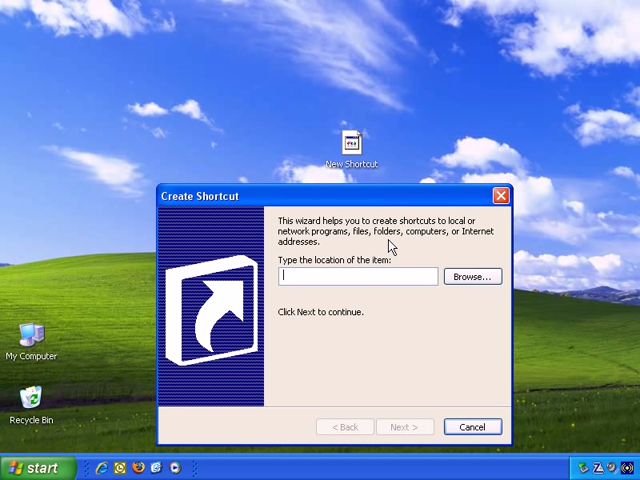 New Shortcut
Create Shortcut
This wizard helps you to create shortcuts to local or
network programs, files, folders, computers, or Internet
addresses.
Type the location of the item:
Browse...
Click Next to continue.
My Computer
Recycle Bin
< Back
Next >
Cancel
start